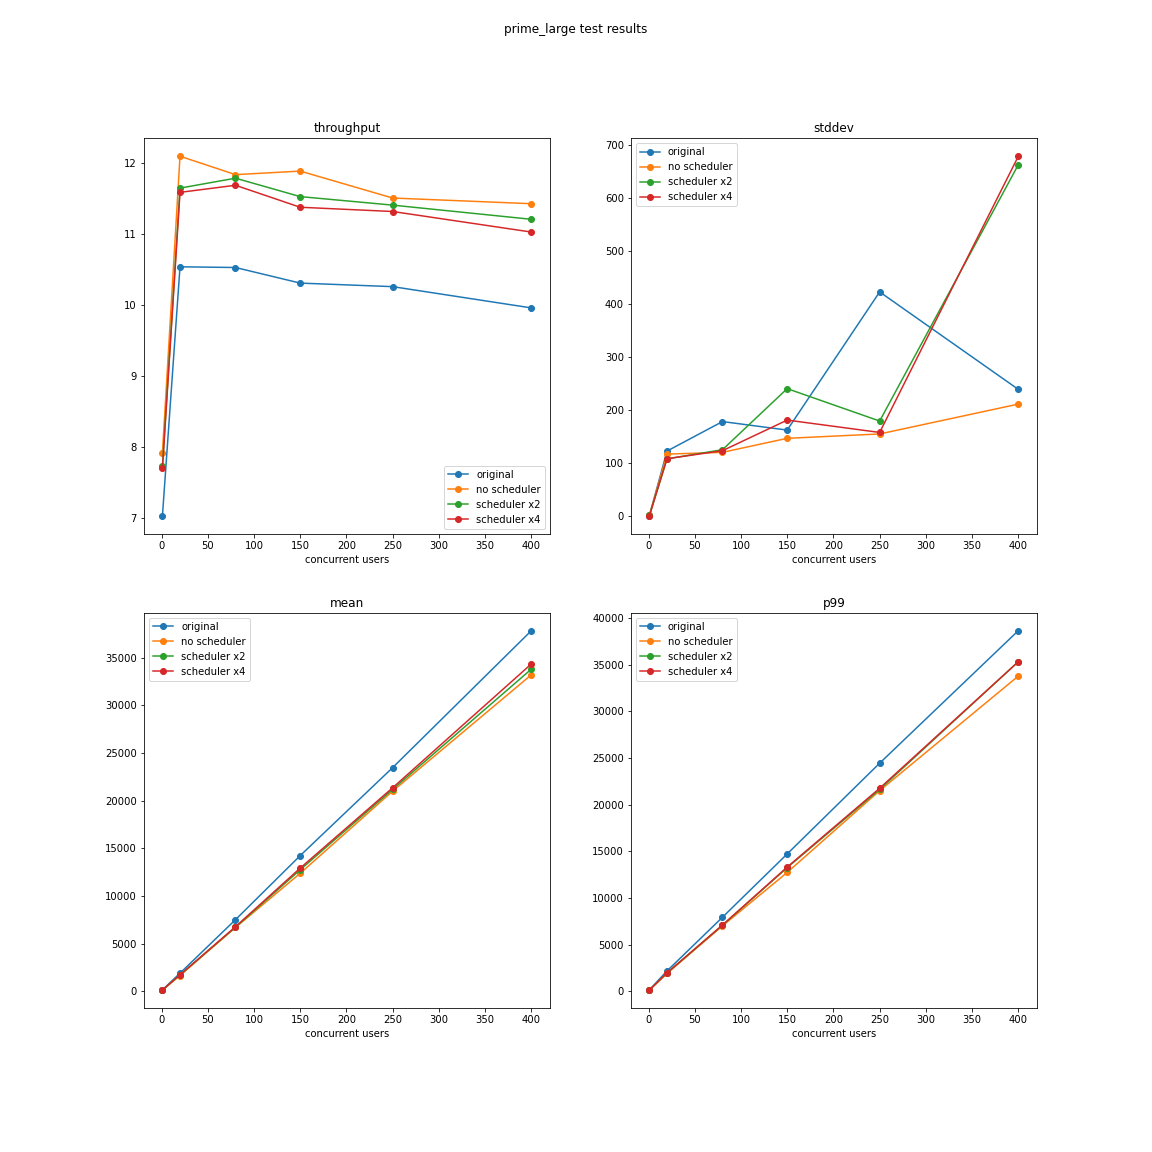 prime_large test results
throughput
12
11
10
9
8
7
0 50 100 150 200 250 300 350 400
concurrent users
original
no scheduler
scheduler x2
scheduler x4
stddev
700
600
500
400
300
200
100
0
0 50 100 150 200 250 300 350 400
concurrent users
original
no scheduler
scheduler x2
scheduler x4
mean
35000
30000
25000
20000
15000
10000
5000
0
0 50 100 150 200 250 300 350 400
concurrent users
original
no scheduler
scheduler x2
scheduler x4
p99
40000
35000
30000
25000
20000
15000
10000
5000
0
0 50 100 150 200 250 300 350 400
concurrent users
original
no scheduler
scheduler x2
scheduler x4